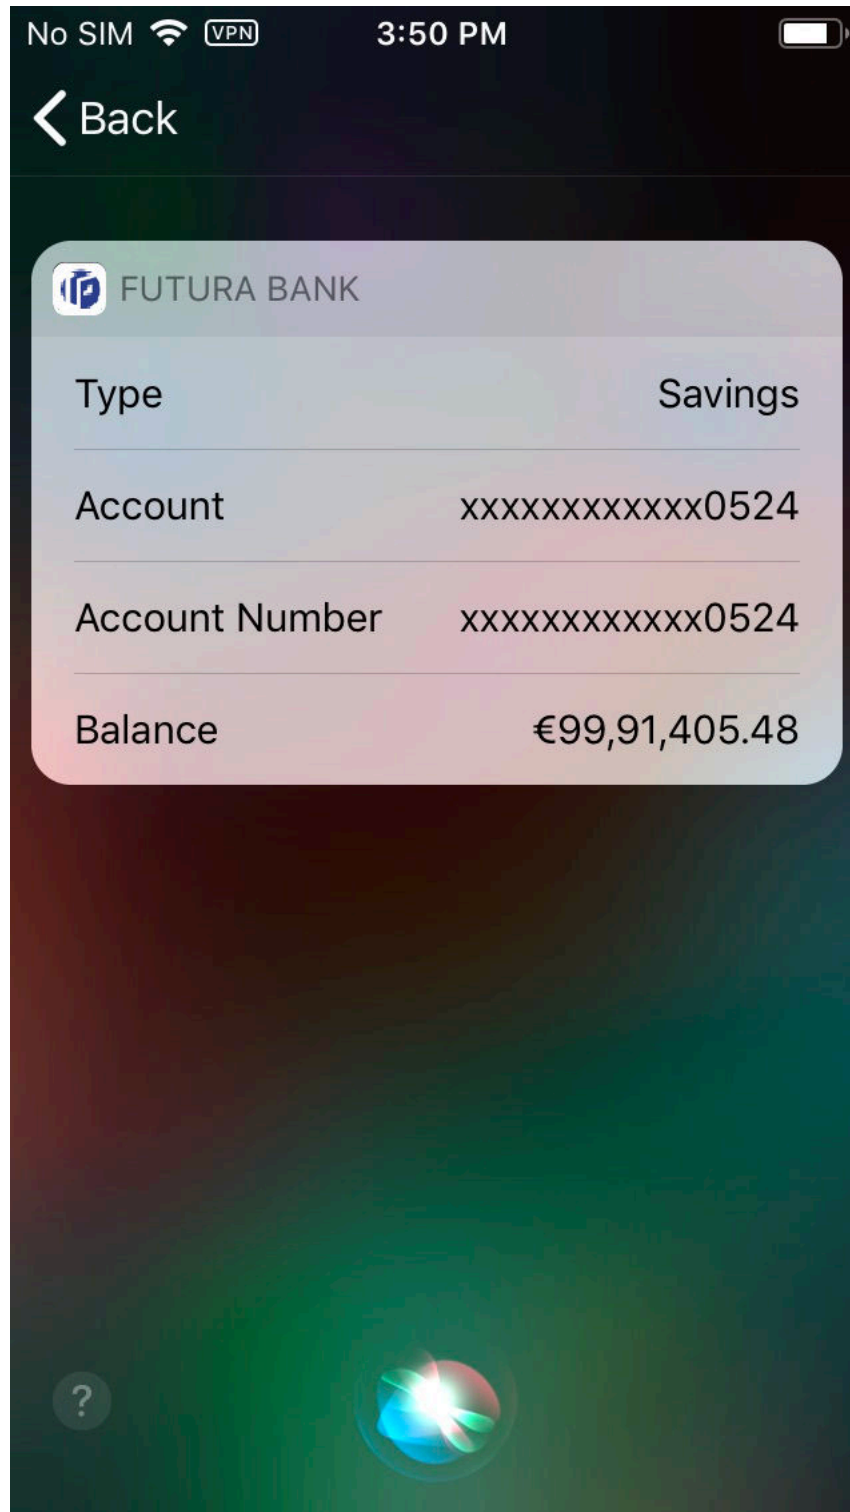 No SIM VPN 3:50 PM
Back
FUTURA BANK
Type Savings
Account xxxxxxxxxxxx0524
Account Number xxxxxxxxxxxx0524
Balance €99,91,405.48
?